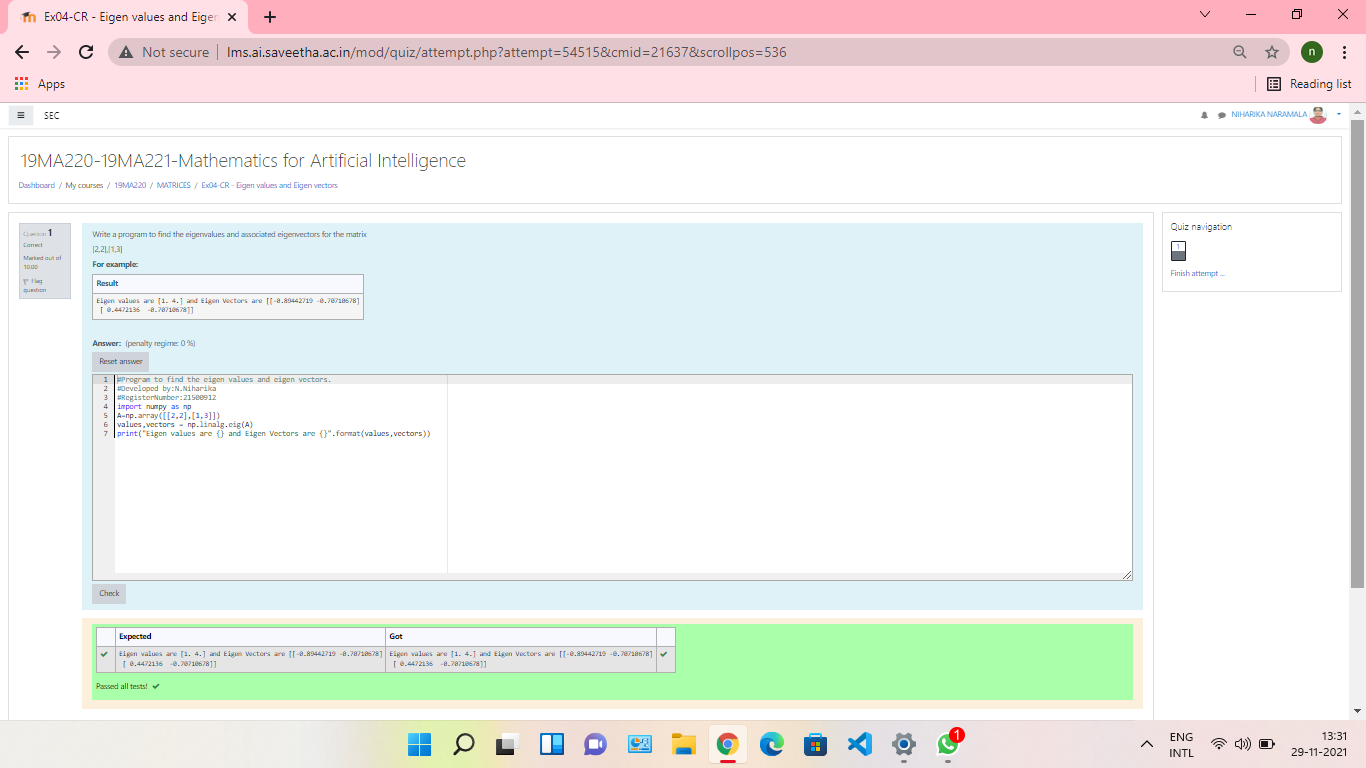 Ex04-CR - Eigen values and Eigen
Not secure
lms.ai.saveetha.ac.in/mod/quiz/attempt.php?attempt=54515&cmid=21637&scrollpos=536
n
Apps
Reading list
SEC
NIHARIKA NARAMALA
19MA220-19MA221-Mathematics for Artificial Intelligence
Dashboard / My courses / 19MA220 / MATRICES / Ex04-CR - Eigen values and Eigen vectors
Question 1
Correct
Marked out of
10.00
Flag
question
Write a program to find the eigenvalues and associated eigenvectors for the matrix
[2,2],[1,3]
For example:
Result
Eigen values are [1. 4.] and Eigen Vectors are [[-0.89442719 -0.70710678]
[ 0.4472136 -0.70710678]]
Answer: (penalty regime: 0 %)
Reset answer
1 #Program to find the eigen values and eigen vectors.
2 #Developed by:N.Niharika
3 #RegisterNumber:21500912
4 import numpy as np
5 A=np.array([[2,2],[1,3]])
6 values,vectors = np.linalg.eig(A)
7 print("Eigen values are {} and Eigen Vectors are {}".format(values,vectors))
Check
Expected Got
Eigen values are [1. 4.] and Eigen Vectors are [[-0.89442719 -0.70710678] Eigen values are [1. 4.] and Eigen Vectors are [[-0.89442719 -0.70710678]
[ 0.4472136 -0.70710678]] [ 0.4472136 -0.70710678]]
Passed all tests!
Quiz navigation
1
Finish attempt ...
1
ENG
INTL
13:31
29-11-2021